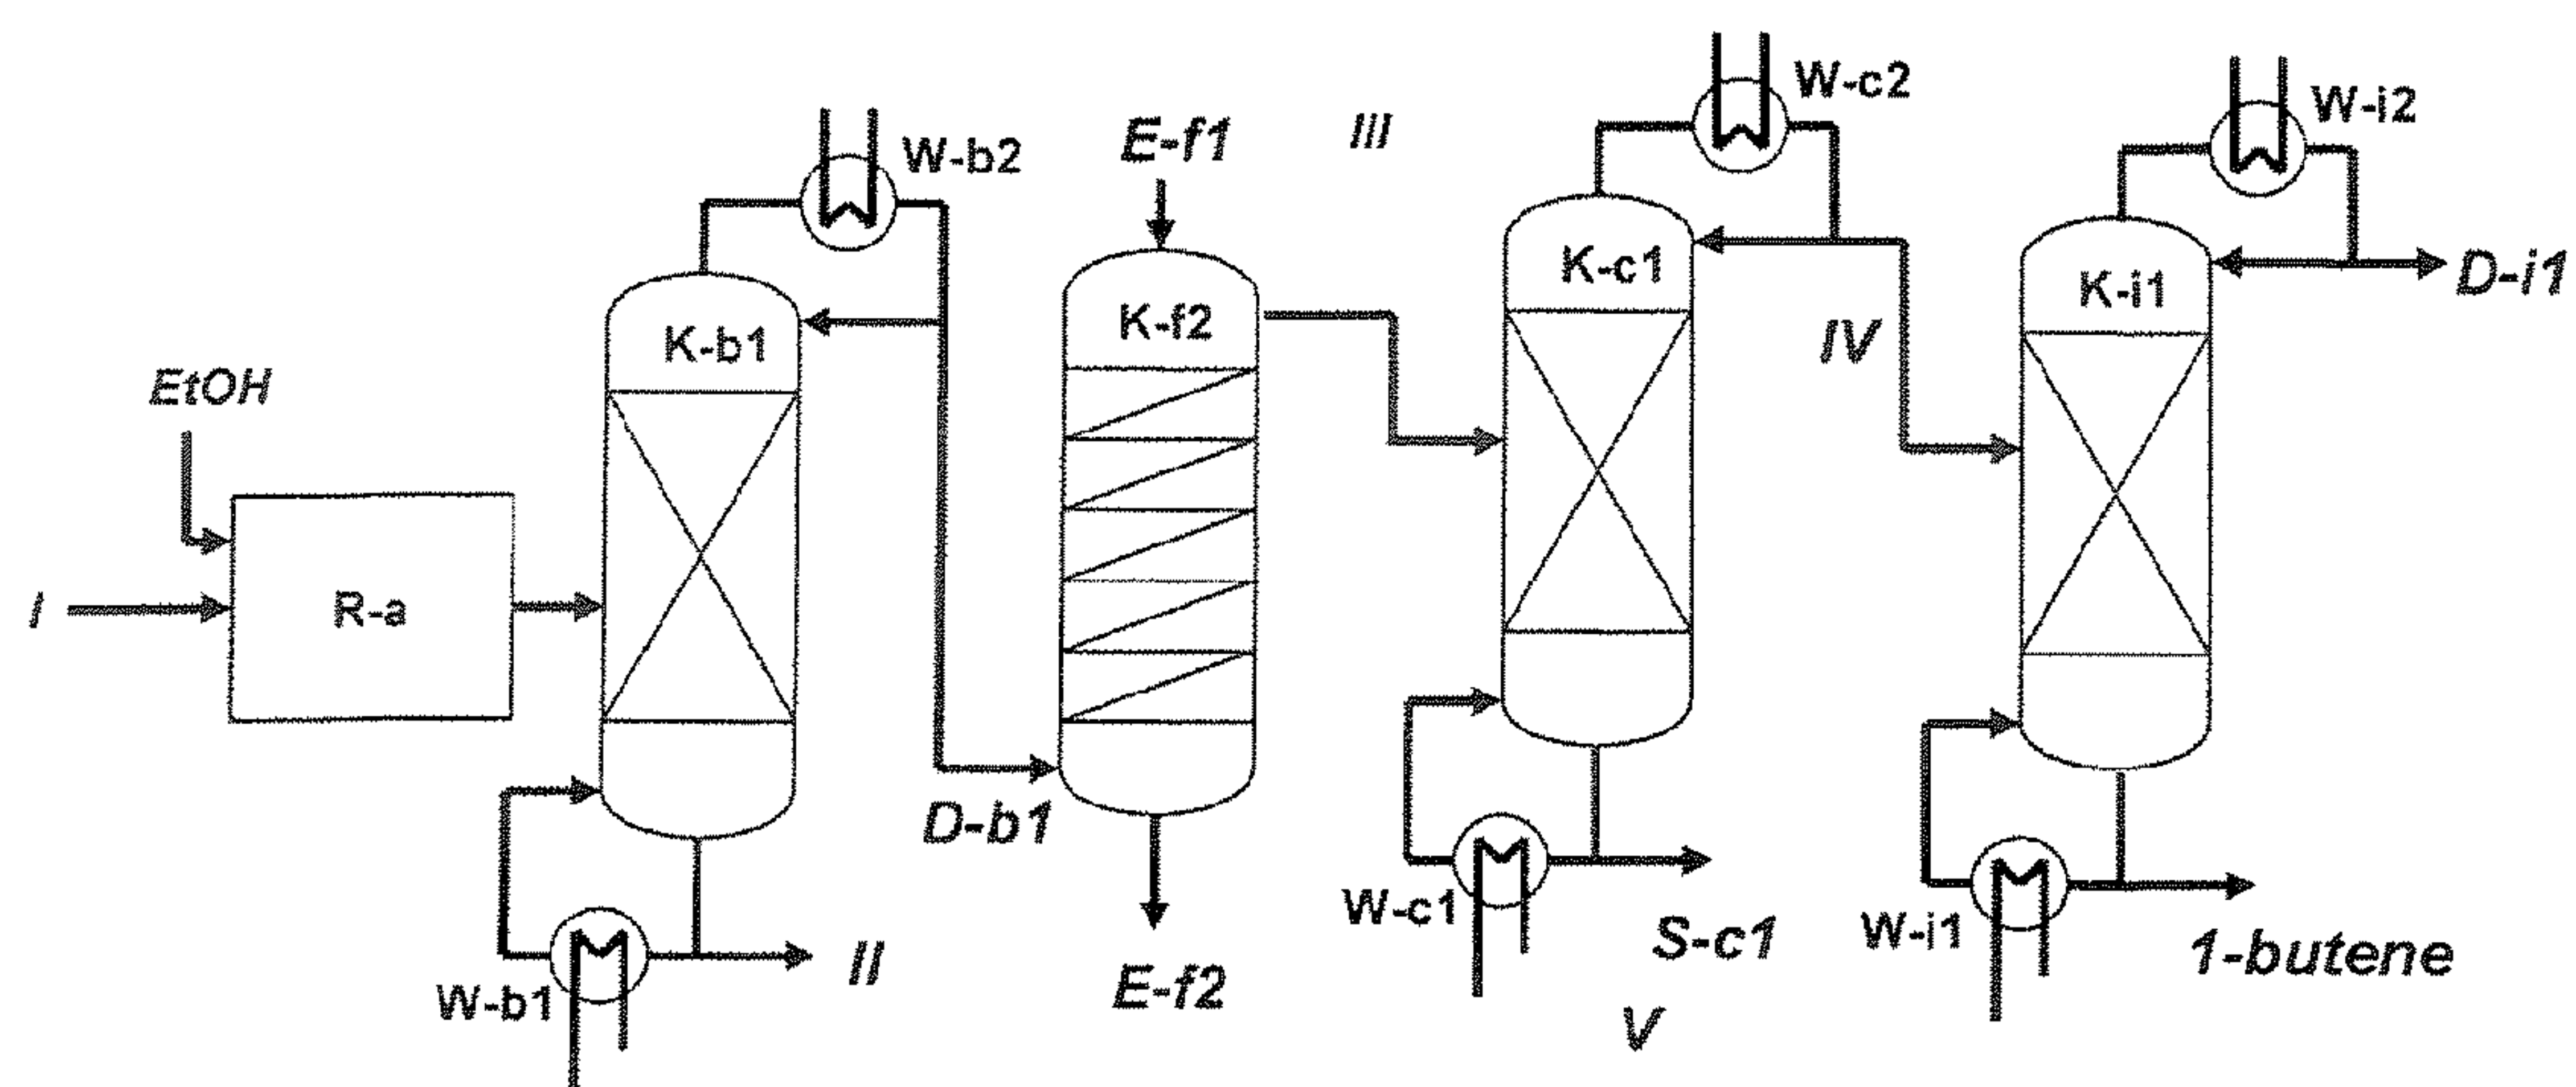 W-c2
W-i2
E-f1
III
W-b2
K-c1
D-i1
K-i1
K-f2
K-b1
IV
EtOH
I
R-a
D-b1
W-c1
S-c1
W-i1
1-butene
II
E-f2
W-b1
V